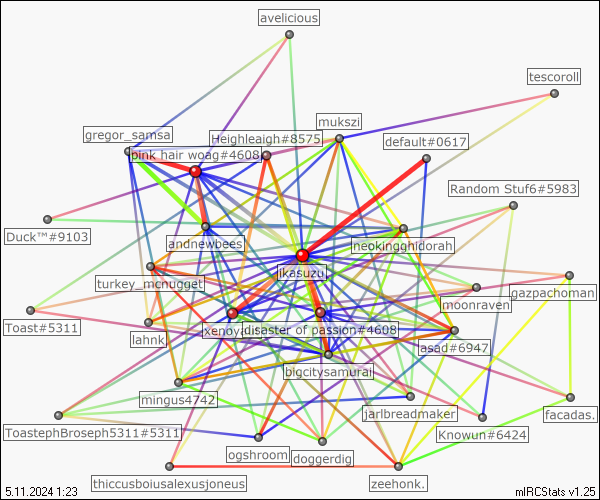 avelicious
tescoroll
mukszi
gregor_samsa
Heighleigh#8575
default#0617
pink hair woag#4608
Random Stuf6#5983
Duck™#9103
andnewbees
neokingghidorah
ikasuzu
turkey_mcnugget
gazpachoman
moonraven
Toast#5311
lahnk
disaster of passion#4608
asad#6947
bigcitysamurai
mingus4742
jarlbreadmaker
facadas.
ToastephBroseph5311#5311
Knowun#6424
ogshroom
doggerdig
thiccusboiusalexusjoneus
zeehonk.
5.11.2024 1:23
mIRCStats v1.25